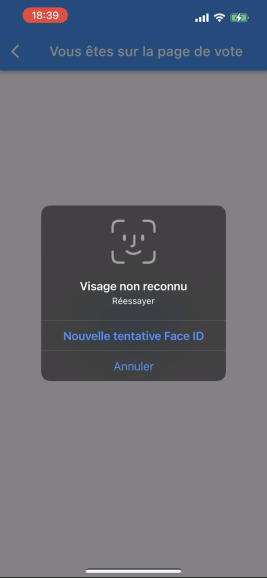 18:39
Vous êtes sur la page de vote
Visage non reconnu
Réessayer
Nouvelle tentative Face ID
Annuler